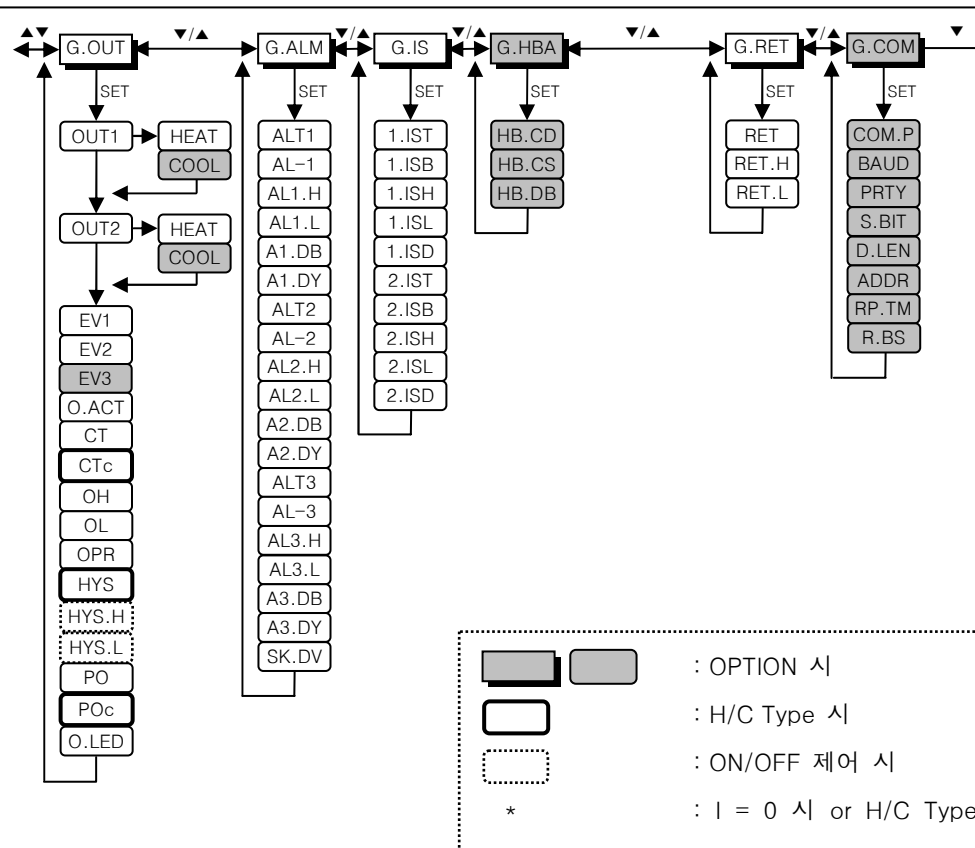 ▲▼ G.OUT ▼/▲ G.ALM ▼/▲ G.IS ▼/▲ G.HBA ▼/▲ G.RET ▼/▲ G.COM ▼
SET SET SET SET SET SET
OUT1 HEAT
COOL
OUT2 HEAT
COOL
EV1
EV2
EV3
O.ACT
CT
CTc
OH
OL
OPR
HYS
HYS.H
HYS.L
PO
POc
O.LED
ALT1
AL-1
AL1.H
AL1.L
A1.DB
A1.DY
ALT2
AL-2
AL2.H
AL2.L
A2.DB
A2.DY
ALT3
AL-3
AL3.H
AL3.L
A3.DB
A3.DY
SK.DV
1.IST
1.ISB
1.ISH
1.ISL
1.ISD
2.IST
2.ISB
2.ISH
2.ISL
2.ISD
HB.CD
HB.CS
HB.DB
RET
RET.H
RET.L
COM.P
BAUD
PRTY
S.BIT
D.LEN
ADDR
RP.TM
R.BS
: OPTION 시
: H/C Type 시
: ON/OFF 제어 시
* : I = 0 시 or H/C Type